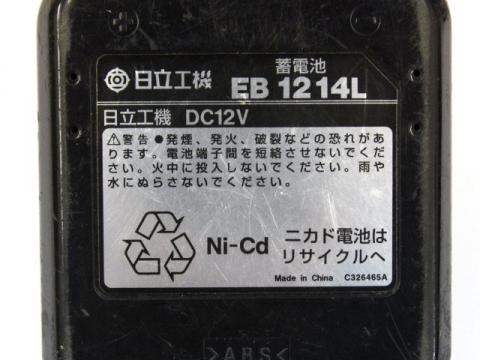 日立工機 蓄電池 EB 1214L
日立工機 DC12V
⚠警告 ●発煙、発火、破裂などの恐れがあ
ります。電池端子間を短絡させないでくだ
さい。火中に投入しないでください。雨や
水にぬらさないでください。
Ni-Cd ニカド電池は
リサイクルへ
Made in China C326465A
>ABS<